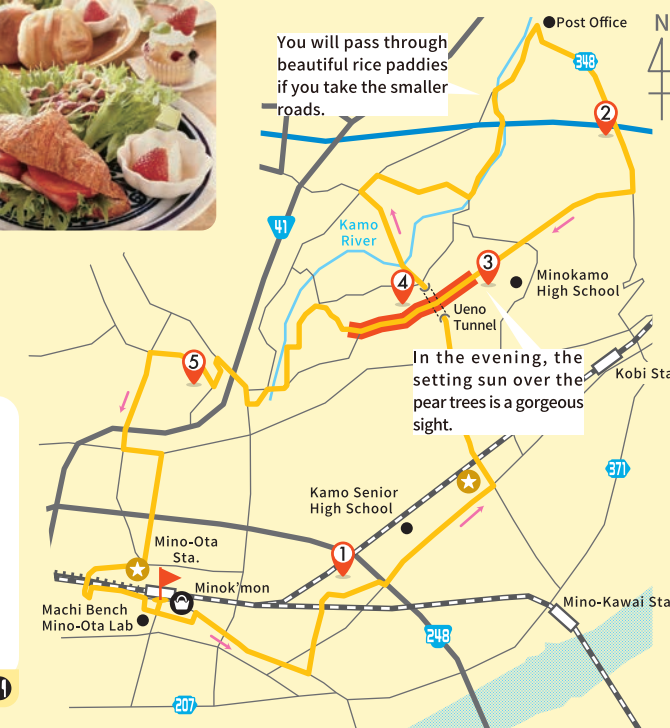 Post Office
N
You will pass through
beautiful rice paddies
if you take the smaller
roads.
348
2
41
Kamo
River
3
4
Minokamo
High School
Ueno
Tunnel
5
In the evening, the
setting sun over the
pear trees is a gorgeous
sight.
Kobi Sta
371
Kamo Senior
High School
1
Mino-Ota
Sta.
Minok'mon
Machi Bench
Mino-Ota Lab
Mino-Kawai Sta
248
207